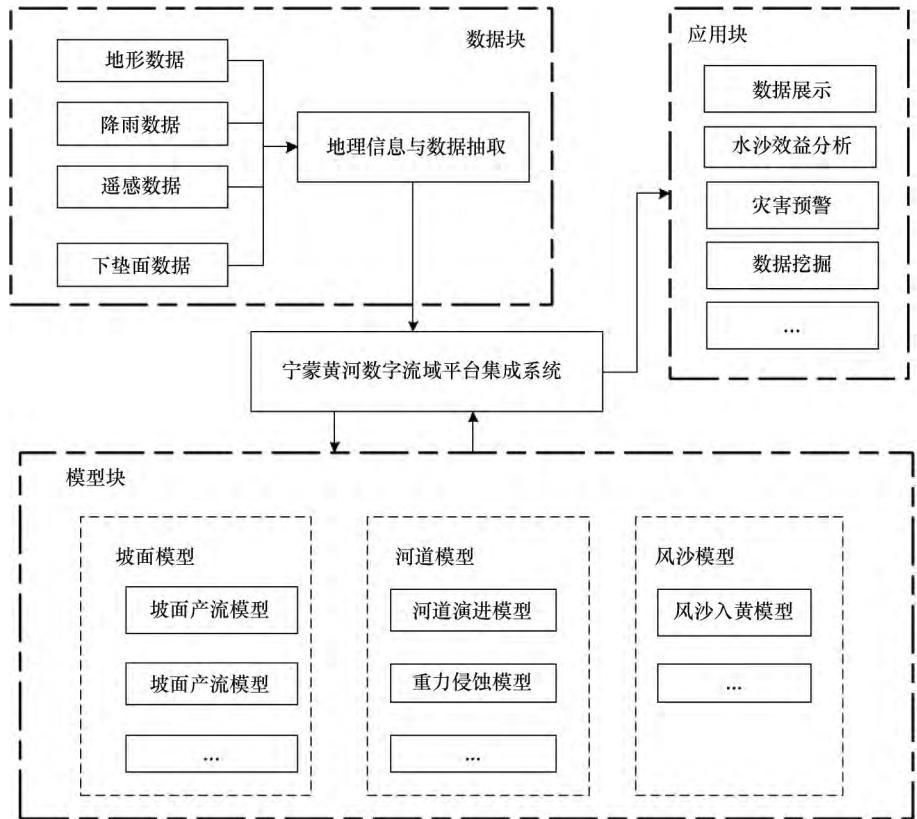 数据块
地形数据
降雨数据
遥感数据
下垫面数据
地理信息与数据抽取
应用块
数据展示
水沙效益分析
灾害预警
数据挖掘
...
宁蒙黄河数字流域平台集成系统
模型块
坡面模型
坡面产流模型
坡面产流模型
...
河道模型
河道演进模型
重力侵蚀模型
...
风沙模型
风沙入黄模型
...